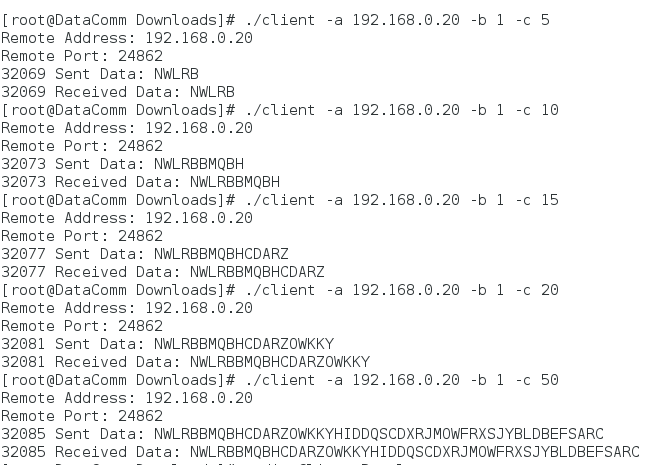 [root@DataComm Downloads]# ./client -a 192.168.0.20 -b 1 -c 5
Remote Address: 192.168.0.20
Remote Port: 24862
32069 Sent Data: NWLRB
32069 Received Data: NWLRB
[root@DataComm Downloads]# ./client -a 192.168.0.20 -b 1 -c 10
Remote Address: 192.168.0.20
Remote Port: 24862
32073 Sent Data: NWLRBBMQBH
32073 Received Data: NWLRBBMQBH
[root@DataComm Downloads]# ./client -a 192.168.0.20 -b 1 -c 15
Remote Address: 192.168.0.20
Remote Port: 24862
32077 Sent Data: NWLRBBMQBHCDARZ
32077 Received Data: NWLRBBMQBHCDARZ
[root@DataComm Downloads]# ./client -a 192.168.0.20 -b 1 -c 20
Remote Address: 192.168.0.20
Remote Port: 24862
32081 Sent Data: NWLRBBMQBHCDARZOWKKY
32081 Received Data: NWLRBBMQBHCDARZOWKKY
[root@DataComm Downloads]# ./client -a 192.168.0.20 -b 1 -c 50
Remote Address: 192.168.0.20
Remote Port: 24862
32085 Sent Data: NWLRBBMQBHCDARZOWKKYHIDDQSCDXRJMOWFRXSJYBLDBEFSARC
32085 Received Data: NWLRBBMQBHCDARZOWKKYHIDDQSCDXRJMOWFRXSJYBLDBEFSARC